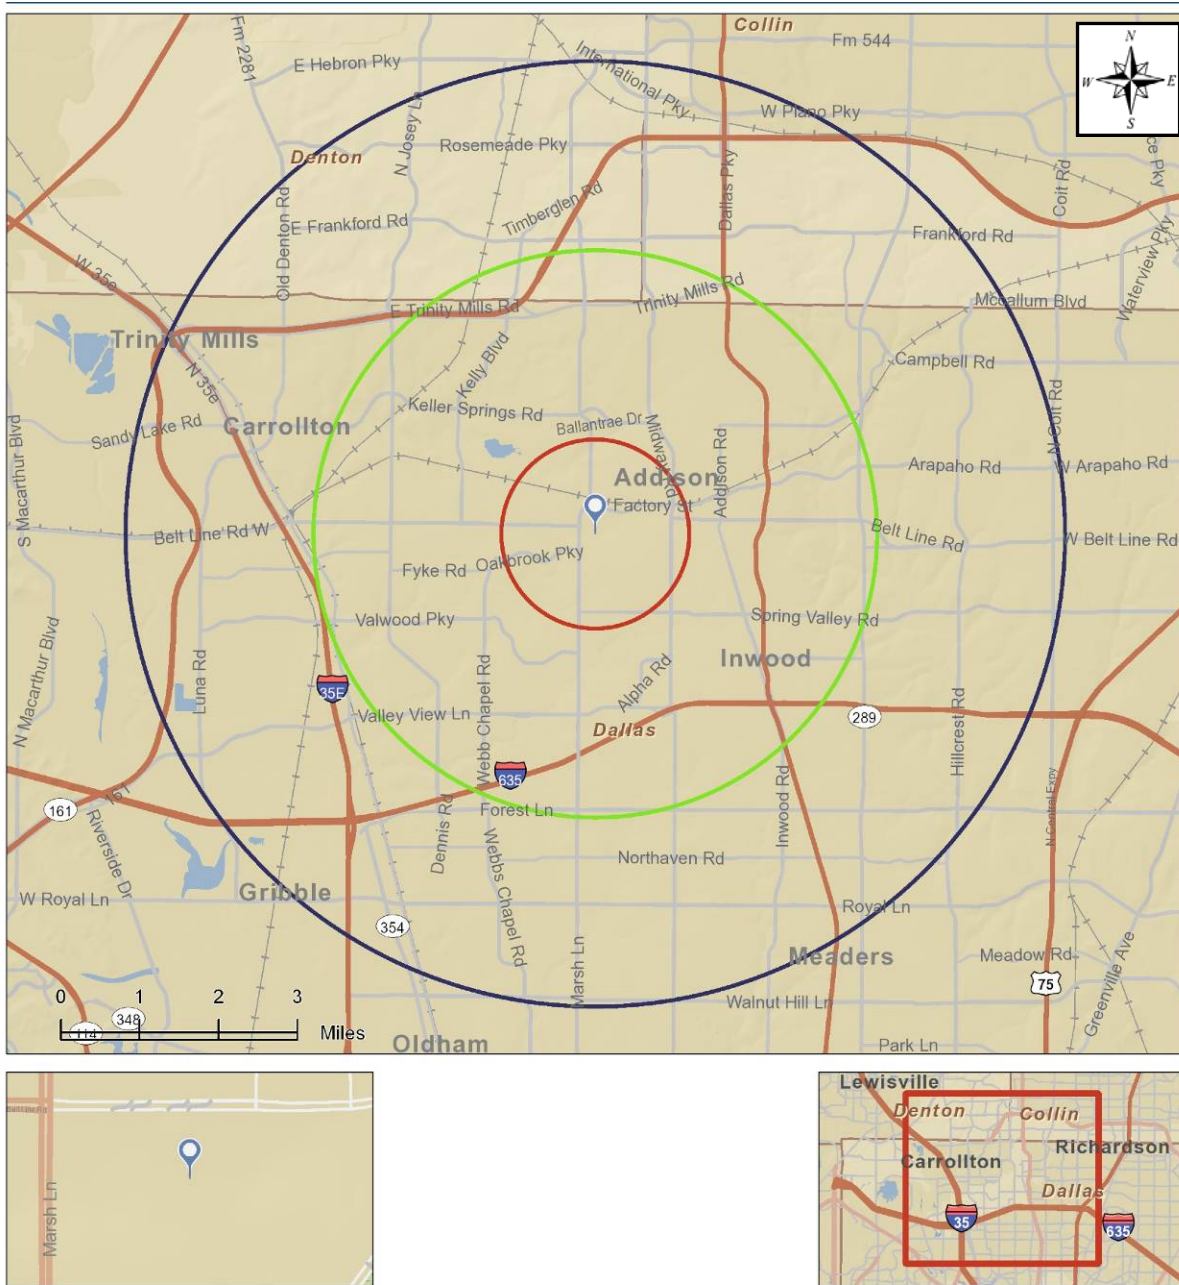 Collin
Fm 2281
Fm 544
N
W
E
S
E Hebron Pky
International Pky
W Plano Pky
N Josey Ln
Rosemeade Pky
Denton
Dallas Pky
Coit Rd
ce Pky
Timberglen Rd
Old Denton Rd
E Frankford Rd
Frankford Rd
W 35e
Waterview Pky
Trinity Mills Rd
E Trinity Mills Rd
Mccallum Blvd
Trinity Mills
N 35e
Kelly Blvd
Campbell Rd
Keller Springs Rd
Ballantrae Dr
Midway Rd
Sandy Lake Rd
Carrollton
Addison Rd
N Coit Rd
S Macarthur Blvd
Addison
Arapaho Rd
W Arapaho Rd
Factory St
Belt Line Rd W
Belt Line Rd
W Belt Line Rd
Oakbrook Pky
Fyke Rd
Valwood Pky
Spring Valley Rd
N Macarthur Blvd
Luna Rd
Webb Chapel Rd
Alpha Rd
Inwood
35E
Valley View Ln
Dallas
289
Hillcrest Rd
635
161
161
Riverside Dr
Dennis Rd
Forest Ln
Inwood Rd
N Central Expy
Northaven Rd
Webbs Chapel Rd
Gribble
W Royal Ln
Royal Ln
354
Marsh Ln
Meaders
Meadow Rd
Greenville Ave
75
0 1 2 3
Miles
Walnut Hill Ln
348
114
Oldham
Park Ln
Marsh Ln
Lewisville
Denton
Collin
Richardson
Carrollton
Dallas
35
635